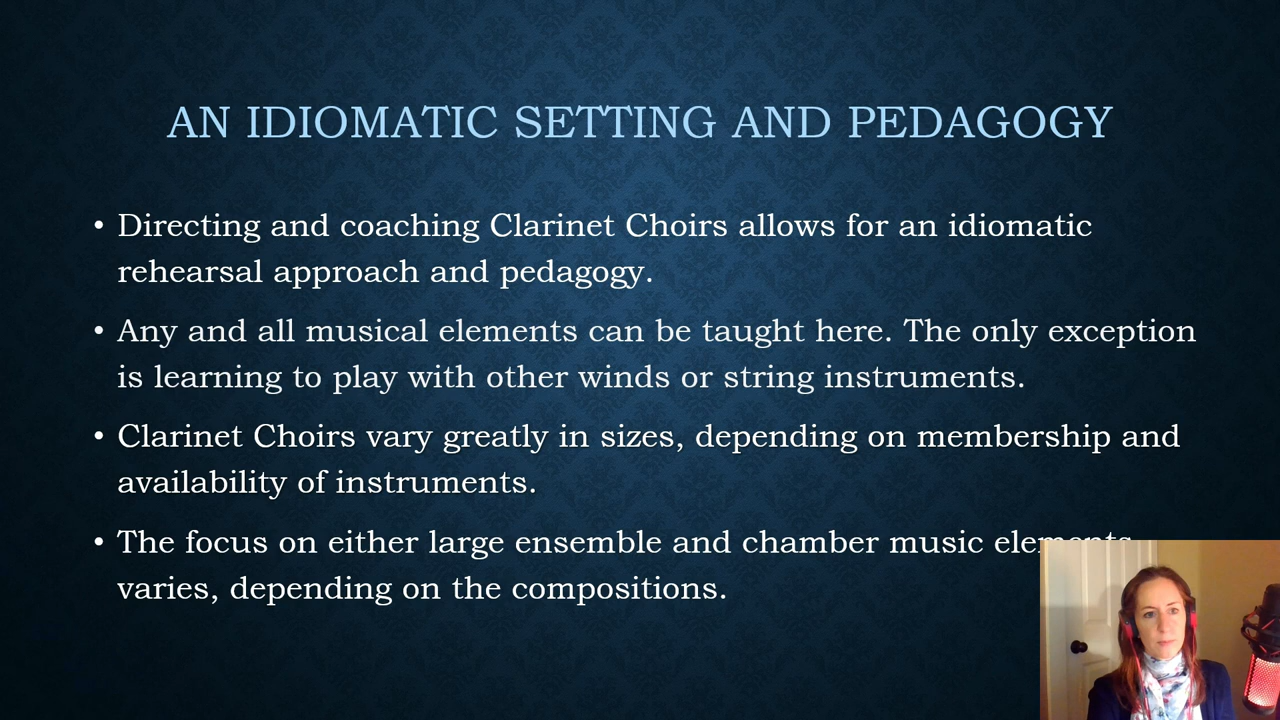 AN IDIOMATIC SETTING AND PEDAGOGY
• Directing and coaching Clarinet Choirs allows for an idiomatic
rehearsal approach and pedagogy.
• Any and all musical elements can be taught here. The only exception
is learning to play with other winds or string instruments.
• Clarinet Choirs vary greatly in sizes, depending on membership and
availability of instruments.
• The focus on either large ensemble and chamber music elements
varies, depending on the compositions.